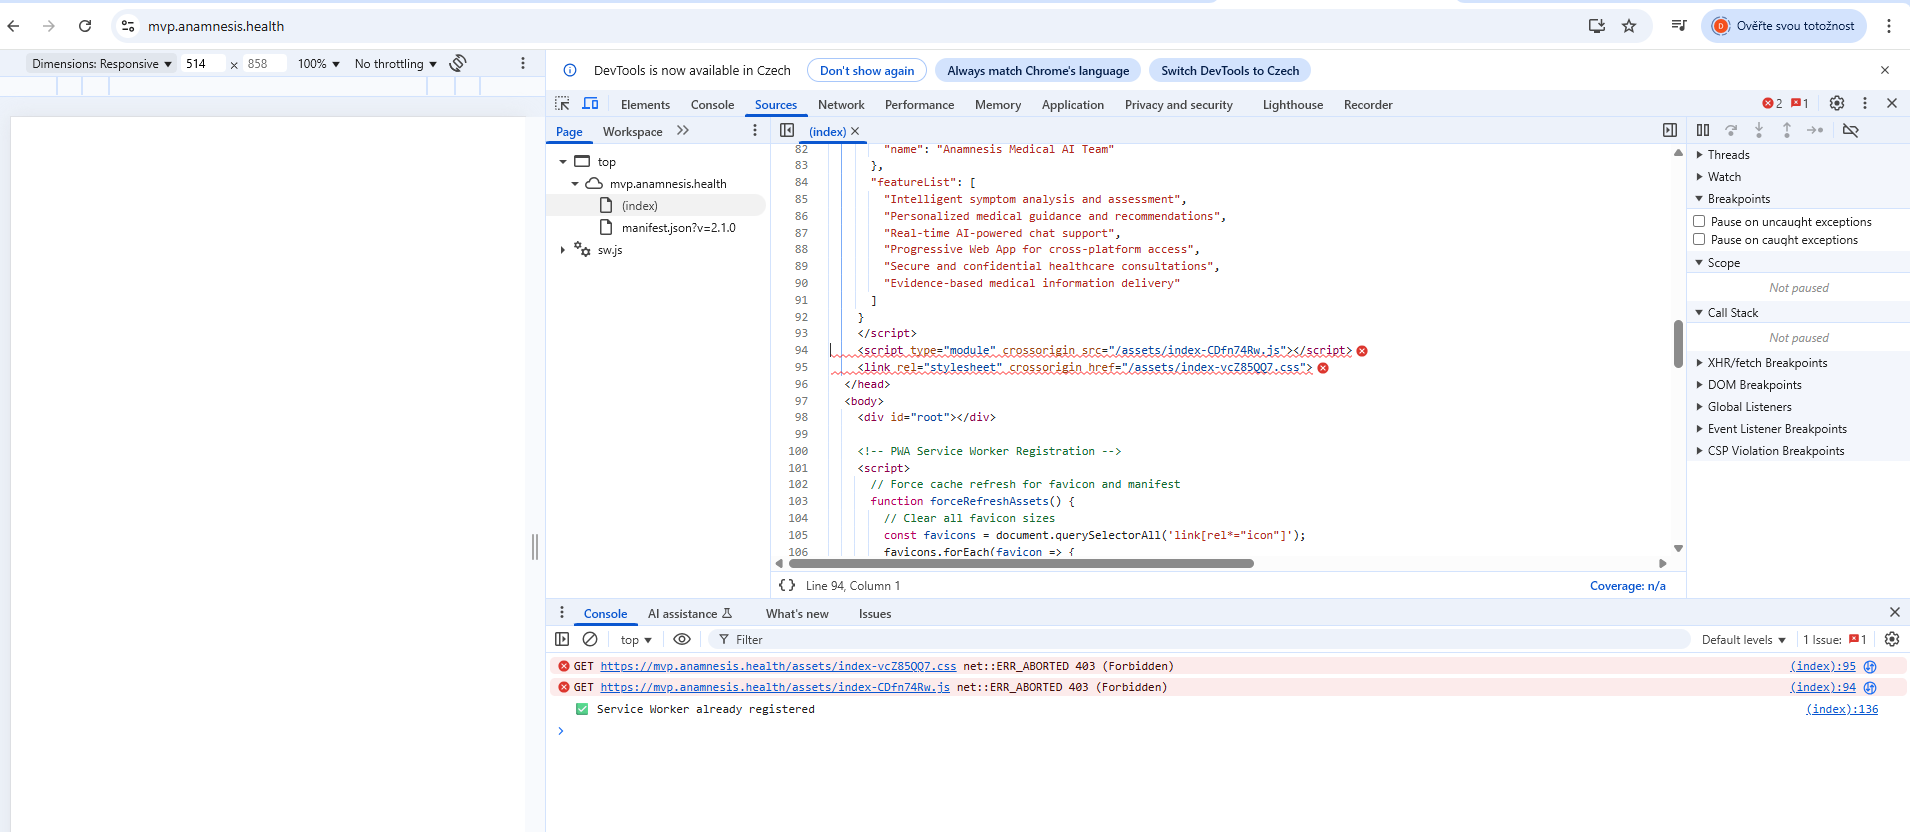 mvp.anamnesis.health
Ověřte svou totožnost
Dimensions: Responsive 514 × 858 100% No throttling
DevTools is now available in Czech Don't show again Always match Chrome's language Switch DevTools to Czech
Elements Console Sources Network Performance Memory Application Privacy and security Lighthouse Recorder 2 1
Page Workspace
top
mvp.anamnesis.health
(index)
manifest.json?v=2.1.0
sw.js
(index)
82 "name": "Anamnesis Medical AI Team"
83 },
84 "featureList": [
85 "Intelligent symptom analysis and assessment",
86 "Personalized medical guidance and recommendations",
87 "Real-time AI-powered chat support",
88 "Progressive Web App for cross-platform access",
89 "Secure and confidential healthcare consultations",
90 "Evidence-based medical information delivery"
91 ]
92 }
93 </script>
94 <script type="module" crossorigin src="/assets/index-CDfn74Rw.js"></script>
95 <link rel="stylesheet" crossorigin href="/assets/index-vcZ85QQ7.css">
96 </head>
97 <body>
98 <div id="root"></div>
99
100 <!-- PWA Service Worker Registration -->
101 <script>
102 // Force cache refresh for favicon and manifest
103 function forceRefreshAssets() {
104 // Clear all favicon sizes
105 const favicons = document.querySelectorAll('link[rel*="icon"]');
106 favicons.forEach(favicon => {
{} Line 94, Column 1 Coverage: n/a
Threads
Watch
Breakpoints
Pause on uncaught exceptions
Pause on caught exceptions
Scope
Not paused
Call Stack
Not paused
XHR/fetch Breakpoints
DOM Breakpoints
Global Listeners
Event Listener Breakpoints
CSP Violation Breakpoints
Console AI assistance What's new Issues
top Filter Default levels 1 Issue: 1
GET https://mvp.anamnesis.health/assets/index-vcZ85QQ7.css net::ERR_ABORTED 403 (Forbidden) (index):95
GET https://mvp.anamnesis.health/assets/index-CDfn74Rw.js net::ERR_ABORTED 403 (Forbidden) (index):94
✅ Service Worker already registered (index):136